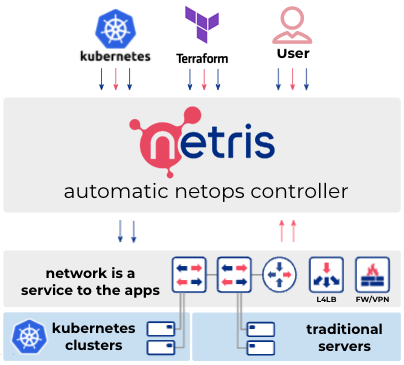 kubernetes
Terraform
User
netris
automatic netops controller
network is a
service to the apps
L4LB
FW/VPN
kubernetes
clusters
traditional
servers